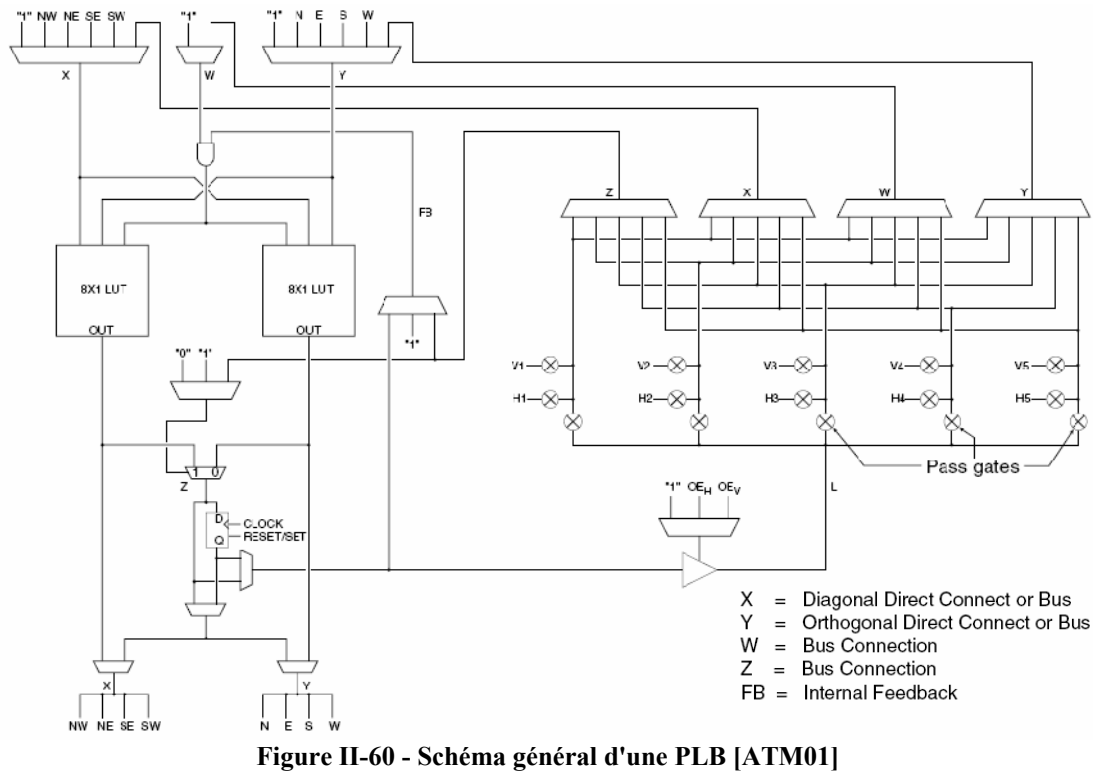 "1" NW NE SE SW
"1"
"1" N E S W
X
W
Y
FB
Z
X
W
Y
8X1 LUT
OUT
8X1 LUT
OUT
"1"
"0" "1"
V1
V2
V3
V4
V5
H1
H2
H3
H4
H5
Pass gates
1 0
Z
"1" OEH OEV
L
D
CLOCK
RESET/SET
Q
X
Y
NW NE SE SW
N E S W
X = Diagonal Direct Connect or Bus
Y = Orthogonal Direct Connect or Bus
W = Bus Connection
Z = Bus Connection
FB = Internal Feedback
Figure II-60 - Schéma général d'une PLB [ATM01]